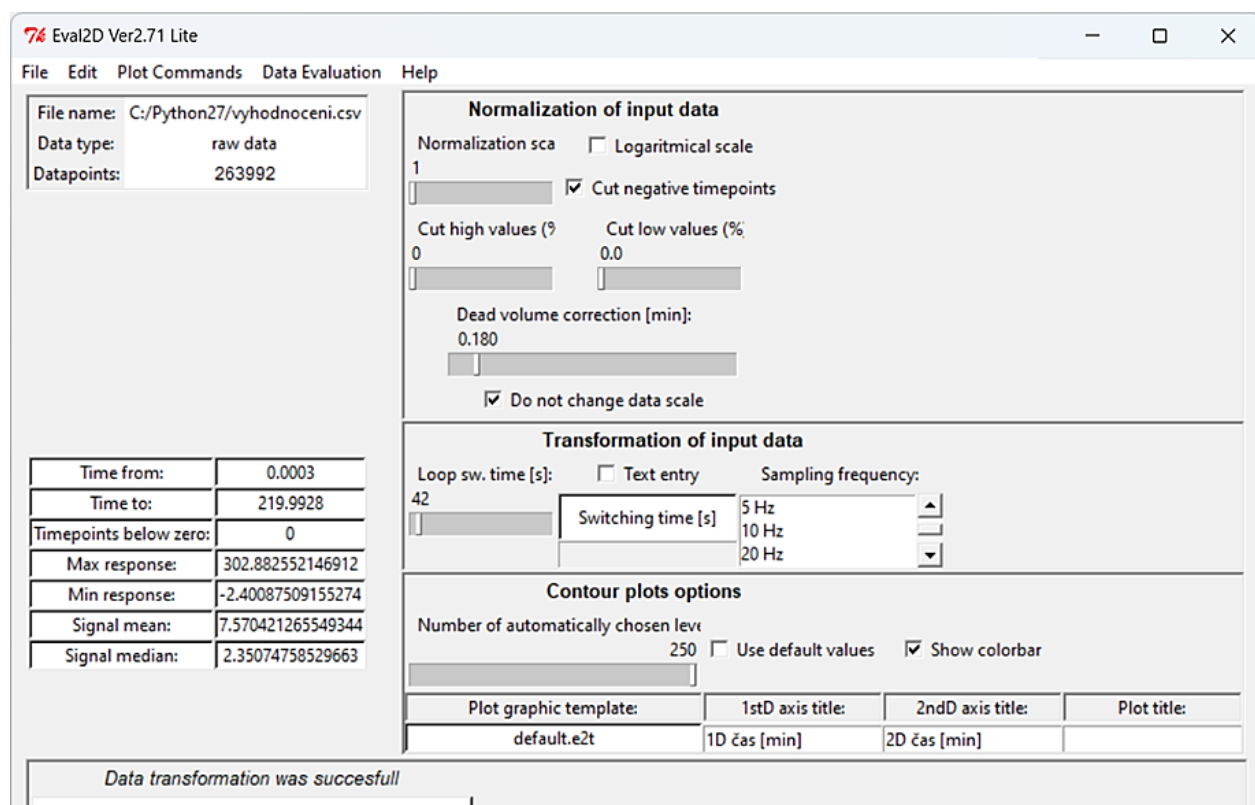 Eval2D Ver2.71 Lite
File Edit Plot Commands Data Evaluation Help
File name: C:/Python27/vyhodnoceni.csv
Data type: raw data
Datapoints: 263992
Normalization of input data
Normalization sca Logaritmical scale
1
Cut negative timepoints
Cut high values (% Cut low values (%
0 0.0
Dead volume correction [min]:
0.180
Do not change data scale
Time from: 0.0003
Time to: 219.9928
Timepoints below zero: 0
Max response: 302.882552146912
Min response: -2.40087509155274
Signal mean: 7.570421265549344
Signal median: 2.35074758529663
Transformation of input data
Loop sw. time [s]: Text entry Sampling frequency:
42
Switching time [s]
5 Hz
10 Hz
20 Hz
Contour plots options
Number of automatically chosen leve
250 Use default values Show colorbar
Plot graphic template: 1stD axis title: 2ndD axis title: Plot title:
default.e2t 1D čas [min] 2D čas [min]
Data transformation was succesfull